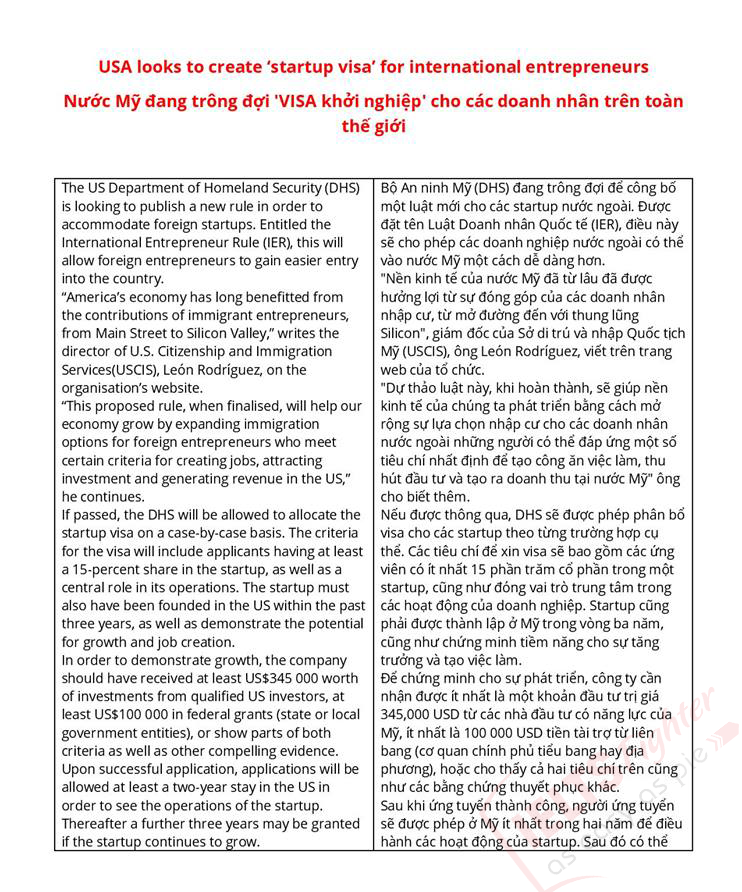 USA looks to create ‘startup visa’ for international entrepreneurs
Nước Mỹ đang trông đợi 'VISA khởi nghiệp' cho các doanh nhân trên toàn
thế giới
The US Department of Homeland Security (DHS)
is looking to publish a new rule in order to
accommodate foreign startups. Entitled the
International Entrepreneur Rule (IER), this will
allow foreign entrepreneurs to gain easier entry
into the country.
“America’s economy has long benefitted from
the contributions of immigrant entrepreneurs,
from Main Street to Silicon Valley,” writes the
director of U.S. Citizenship and Immigration
Services(USCIS), León Rodríguez, on the
organisation’s website.
“This proposed rule, when finalised, will help our
economy grow by expanding immigration
options for foreign entrepreneurs who meet
certain criteria for creating jobs, attracting
investment and generating revenue in the US,”
he continues.
If passed, the DHS will be allowed to allocate the
startup visa on a case-by-case basis. The criteria
for the visa will include applicants having at least
a 15-percent share in the startup, as well as a
central role in its operations. The startup must
also have been founded in the US within the past
three years, as well as demonstrate the potential
for growth and job creation.
In order to demonstrate growth, the company
should have received at least US$345 000 worth
of investments from qualified US investors, at
least US$100 000 in federal grants (state or local
government entities), or show parts of both
criteria as well as other compelling evidence.
Upon successful application, applications will be
allowed at least a two-year stay in the US in
order to see the operations of the startup.
Thereafter a further three years may be granted
if the startup continues to grow.
Bộ An ninh Mỹ (DHS) đang trông đợi để công bố
một luật mới cho các startup nước ngoài. Được
đặt tên Luật Doanh nhân Quốc tế (IER), điều này
sẽ cho phép các doanh nghiệp nước ngoài có thể
vào nước Mỹ một cách dễ dàng hơn.
"Nền kinh tế của nước Mỹ đã từ lâu đã được
hưởng lợi từ sự đóng góp của các doanh nhân
nhập cư, từ mở đường đến với thung lũng
Silicon", giám đốc của Sở di trú và nhập Quốc tịch
Mỹ (USCIS), ông León Rodríguez, viết trên trang
web của tổ chức.
"Dự thảo luật này, khi hoàn thành, sẽ giúp nền
kinh tế của chúng ta phát triển bằng cách mở
rộng sự lựa chọn nhập cư cho các doanh nhân
nước ngoài những người có thể đáp ứng một số
tiêu chí nhất định để tạo công ăn việc làm, thu
hút đầu tư và tạo ra doanh thu tại nước Mỹ" ông
cho biết thêm.
Nếu được thông qua, DHS sẽ được phép phân bổ
visa cho các startup theo từng trường hợp cụ
thể. Các tiêu chí để xin visa sẽ bao gồm các ứng
viên có ít nhất 15 phần trăm cổ phần trong một
startup, cũng như đóng vai trò trung tâm trong
các hoạt động của doanh nghiệp. Startup cũng
phải được thành lập ở Mỹ trong vòng ba năm,
cũng như chứng minh tiềm năng cho sự tăng
trưởng và tạo việc làm.
Để chứng minh cho sự phát triển, công ty cần
nhận được ít nhất là một khoản đầu tư trị giá
345,000 USD từ các nhà đầu tư có năng lực của
Mỹ, ít nhất là 100 000 USD tiền tài trợ từ liên
bang (cơ quan chính phủ tiểu bang hay địa
phương), hoặc cho thấy cả hai tiêu chí trên cũng
như các bằng chứng thuyết phục khác.
Sau khi ứng tuyển thành công, người ứng tuyển
sẽ được phép ở Mỹ ít nhất trong hai năm để điều
hành các hoạt động của startup. Sau đó có thể
IELTS fighter
as easy as pie